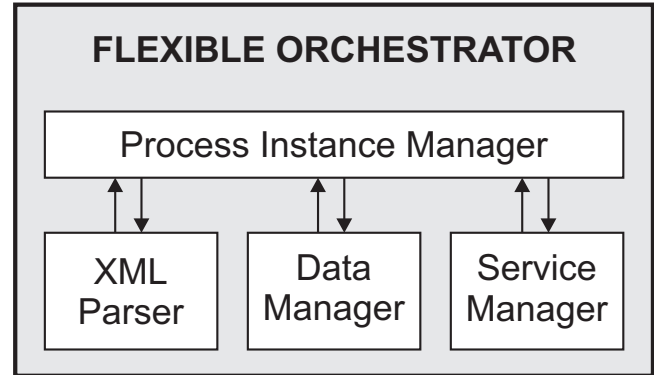 FLEXIBLE ORCHESTRATOR
Process Instance Manager
XML
Parser
Data
Manager
Service
Manager